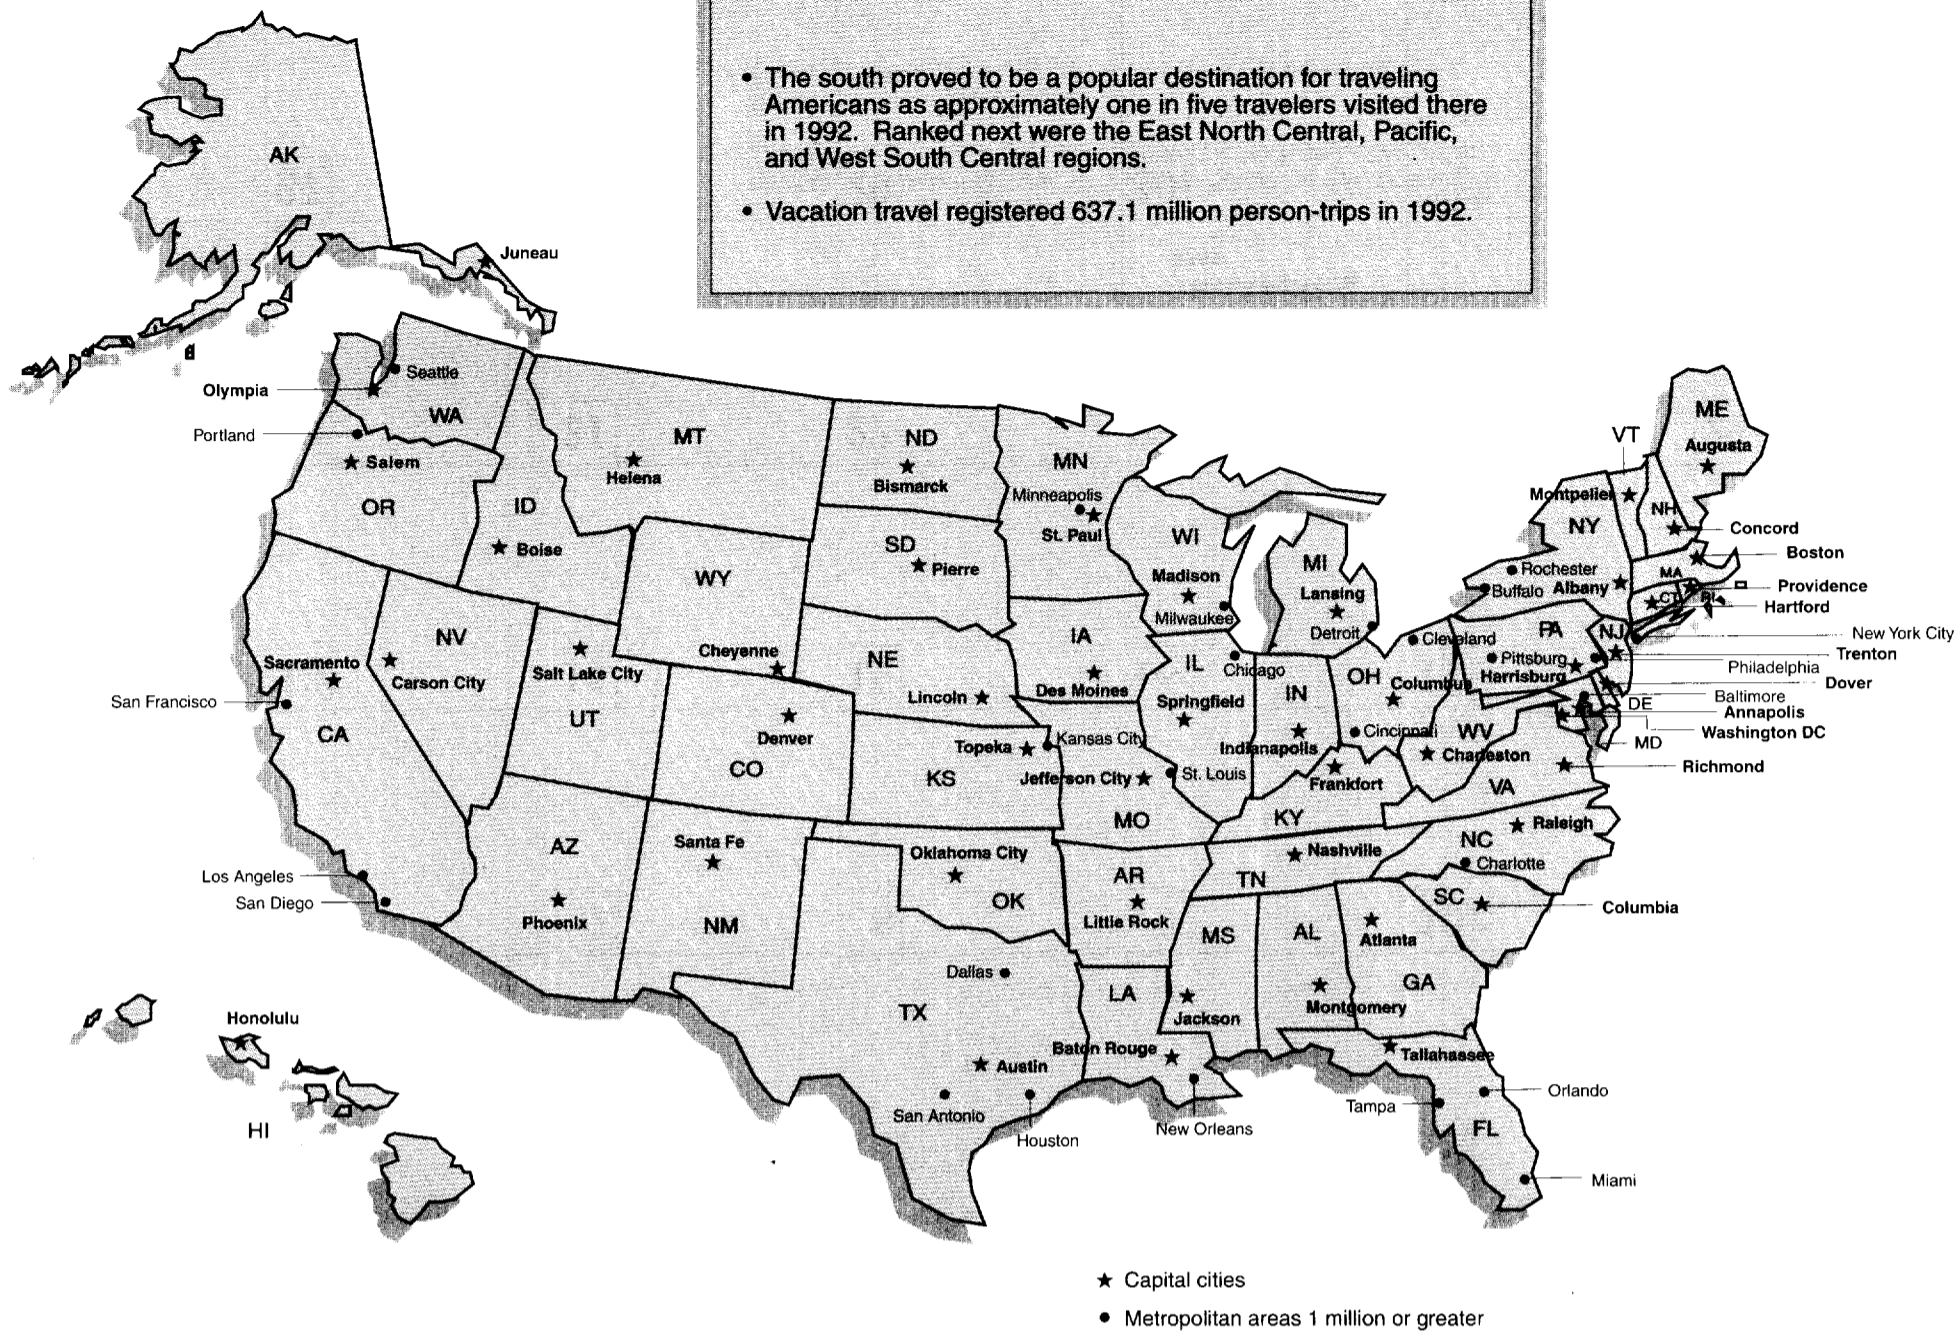 • The south proved to be a popular destination for traveling
Americans as approximately one in five travelers visited there
in 1992. Ranked next were the East North Central, Pacific,
and West South Central regions.
• Vacation travel registered 637.1 million person-trips in 1992.
AK
Juneau
Seattle
Olympia
WA
Portland
Salem
OR
ID
Boise
MT
Helena
ND
Bismarck
MN
Minneapolis
St. Paul
SD
Pierre
WY
Cheyenne
WI
Madison
Milwaukee
MI
Lansing
Detroit
ME
Augusta
VT
Montpelier
NH
NY
Concord
Boston
Rochester
MA
Buffalo
Albany
Providence
CT
RI
Hartford
New York City
PA
NJ
Trenton
Cleveland
Pittsburg
Philadelphia
Harrisburg
Dover
DE
Baltimore
Annapolis
Washington DC
MD
Richmond
NV
Sacramento
Carson City
San Francisco
CA
Salt Lake City
UT
Denver
CO
NE
Lincoln
IA
Des Moines
IL
Chicago
Springfield
IN
Indianapolis
OH
Columbus
Cincinnati
WV
Charleston
VA
Topeka
Kansas City
KS
Jefferson City
St. Louis
MO
Frankfort
KY
Los Angeles
San Diego
AZ
Phoenix
Santa Fe
NM
Oklahoma City
OK
AR
Little Rock
Nashville
TN
NC
Raleigh
Charlotte
SC
Columbia
MS
Jackson
AL
Montgomery
Atlanta
GA
Dallas
TX
Austin
San Antonio
Houston
LA
Baton Rouge
New Orleans
Tallahassee
Orlando
Tampa
FL
Miami
Honolulu
HI
★ Capital cities
• Metropolitan areas 1 million or greater